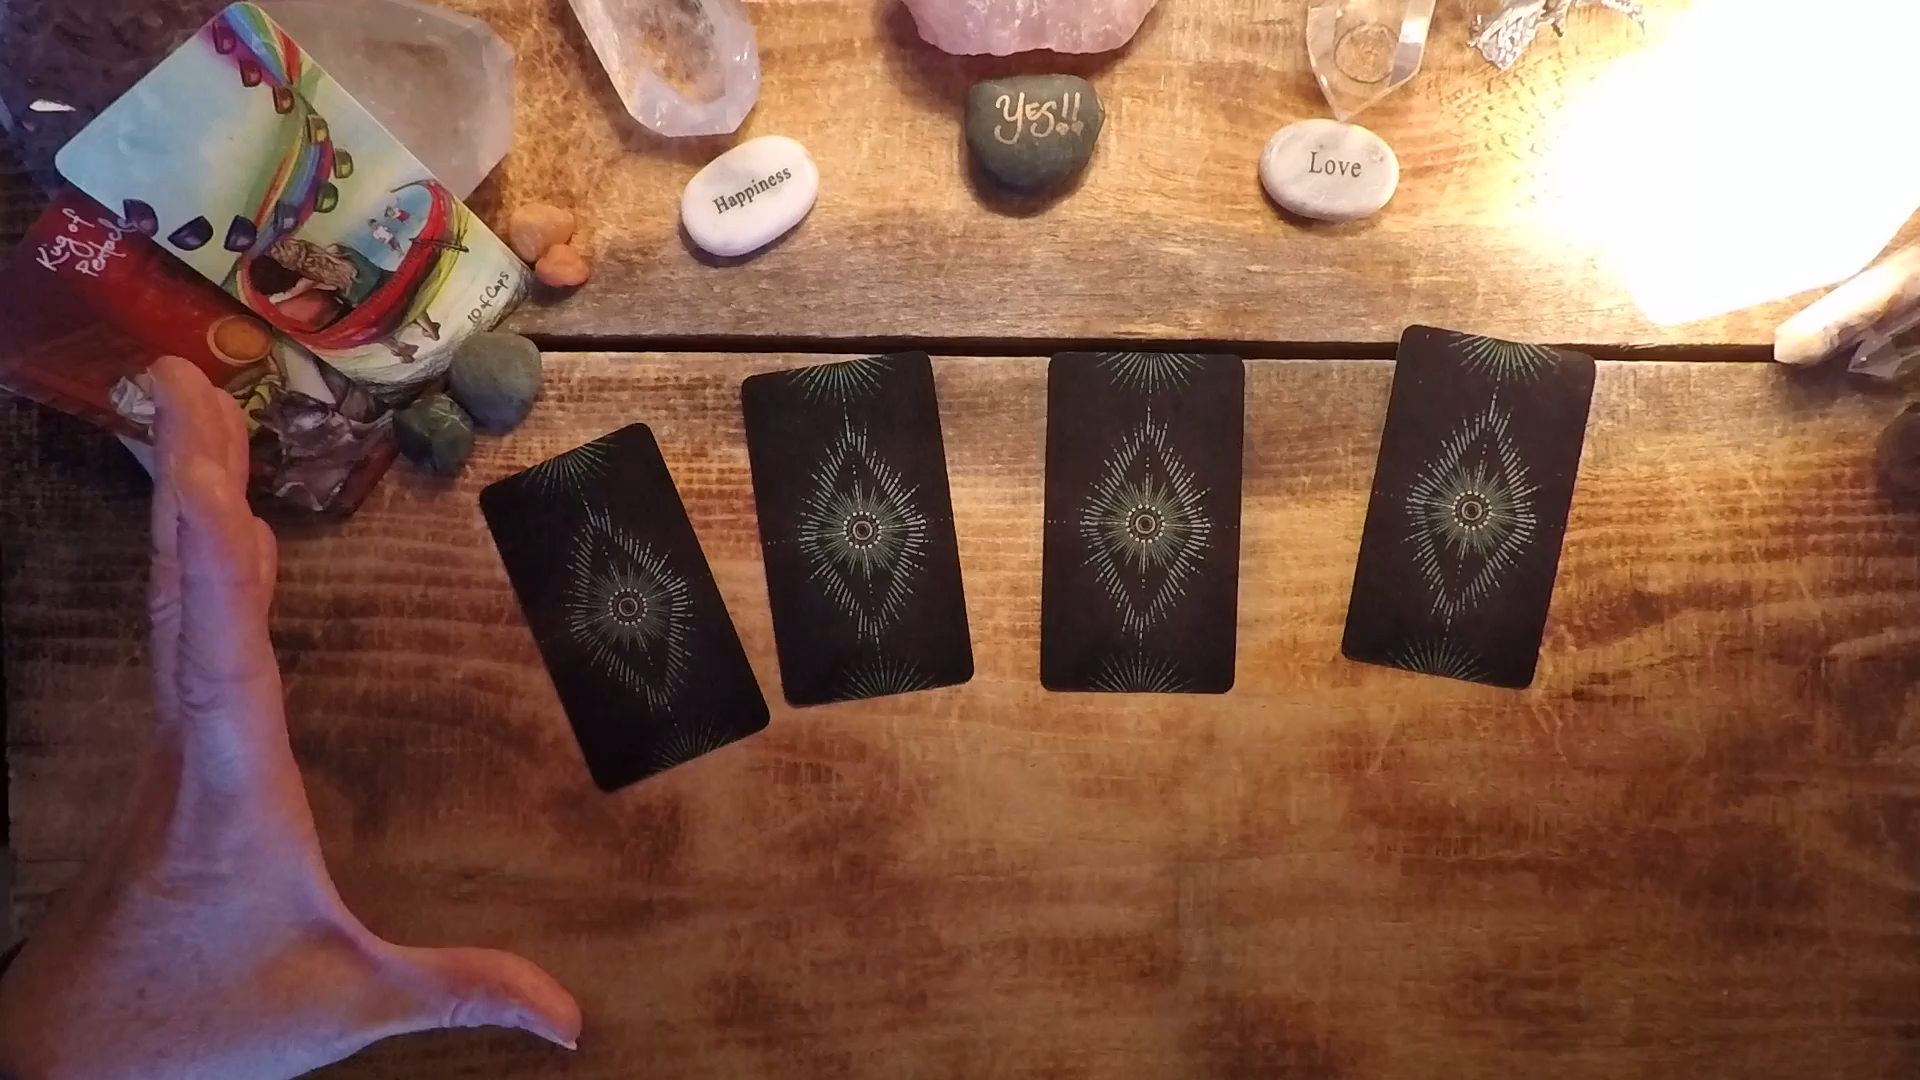 YES!!
Love
Happiness
King of
Pentacles
10 of Cups